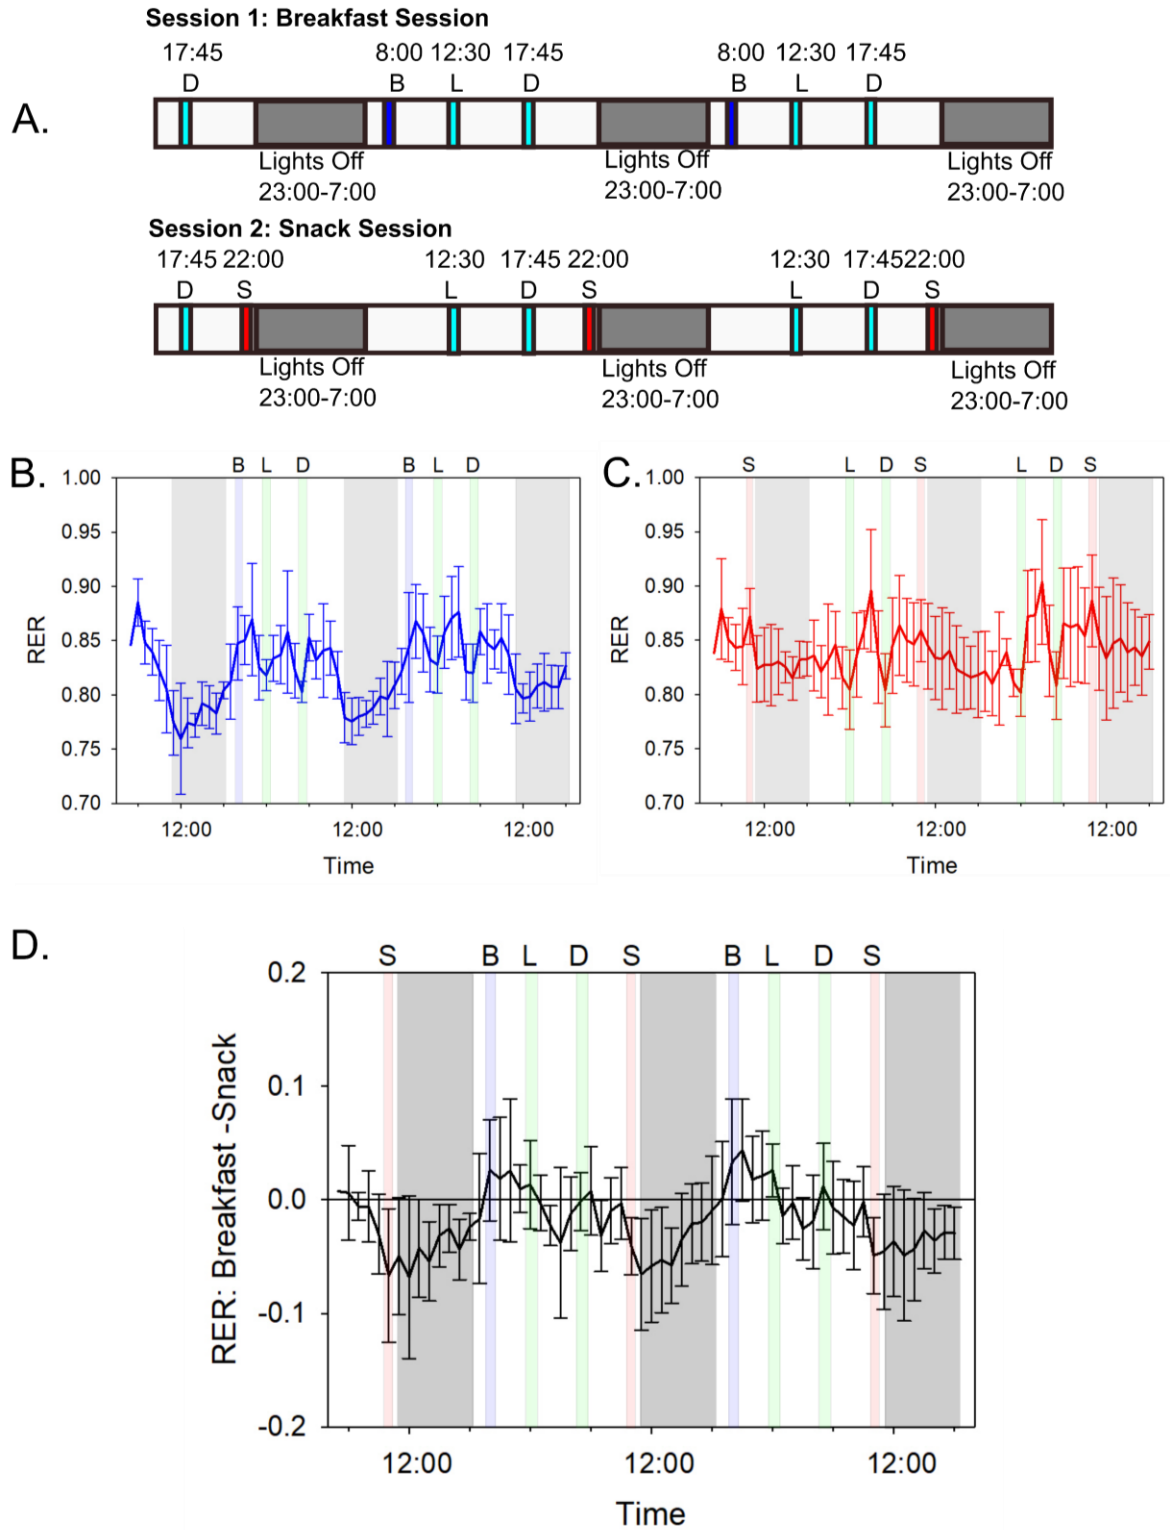 Session 1: Breakfast Session
17:45 8:00 12:30 17:45 8:00 12:30 17:45
D B L D B L D
A.
Lights Off Lights Off Lights Off
23:00-7:00 23:00-7:00 23:00-7:00
Session 2: Snack Session
17:45 22:00 12:30 17:45 22:00 12:30 17:45 22:00
D S L D S L D S
Lights Off Lights Off Lights Off
23:00-7:00 23:00-7:00 23:00-7:00
B.
B L D B L D
1.00
0.95
0.90
0.85
0.80
0.75
0.70
RER
12:00 12:00 12:00
Time
C.
S L D S L D S
1.00
0.95
0.90
0.85
0.80
0.75
0.70
RER
12:00 12:00 12:00
Time
D.
S B L D S B L D S
0.2
0.1
0.0
-0.1
-0.2
RER: Breakfast -Snack
12:00 12:00 12:00
Time